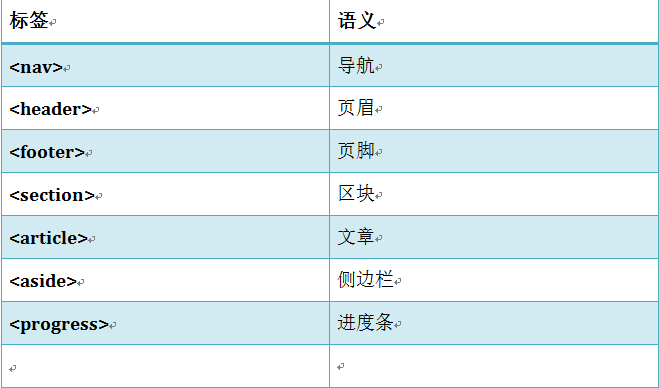 标签 语义
<nav> 导航
<header> 页眉
<footer> 页脚
<section> 区块
<article> 文章
<aside> 侧边栏
<progress> 进度条